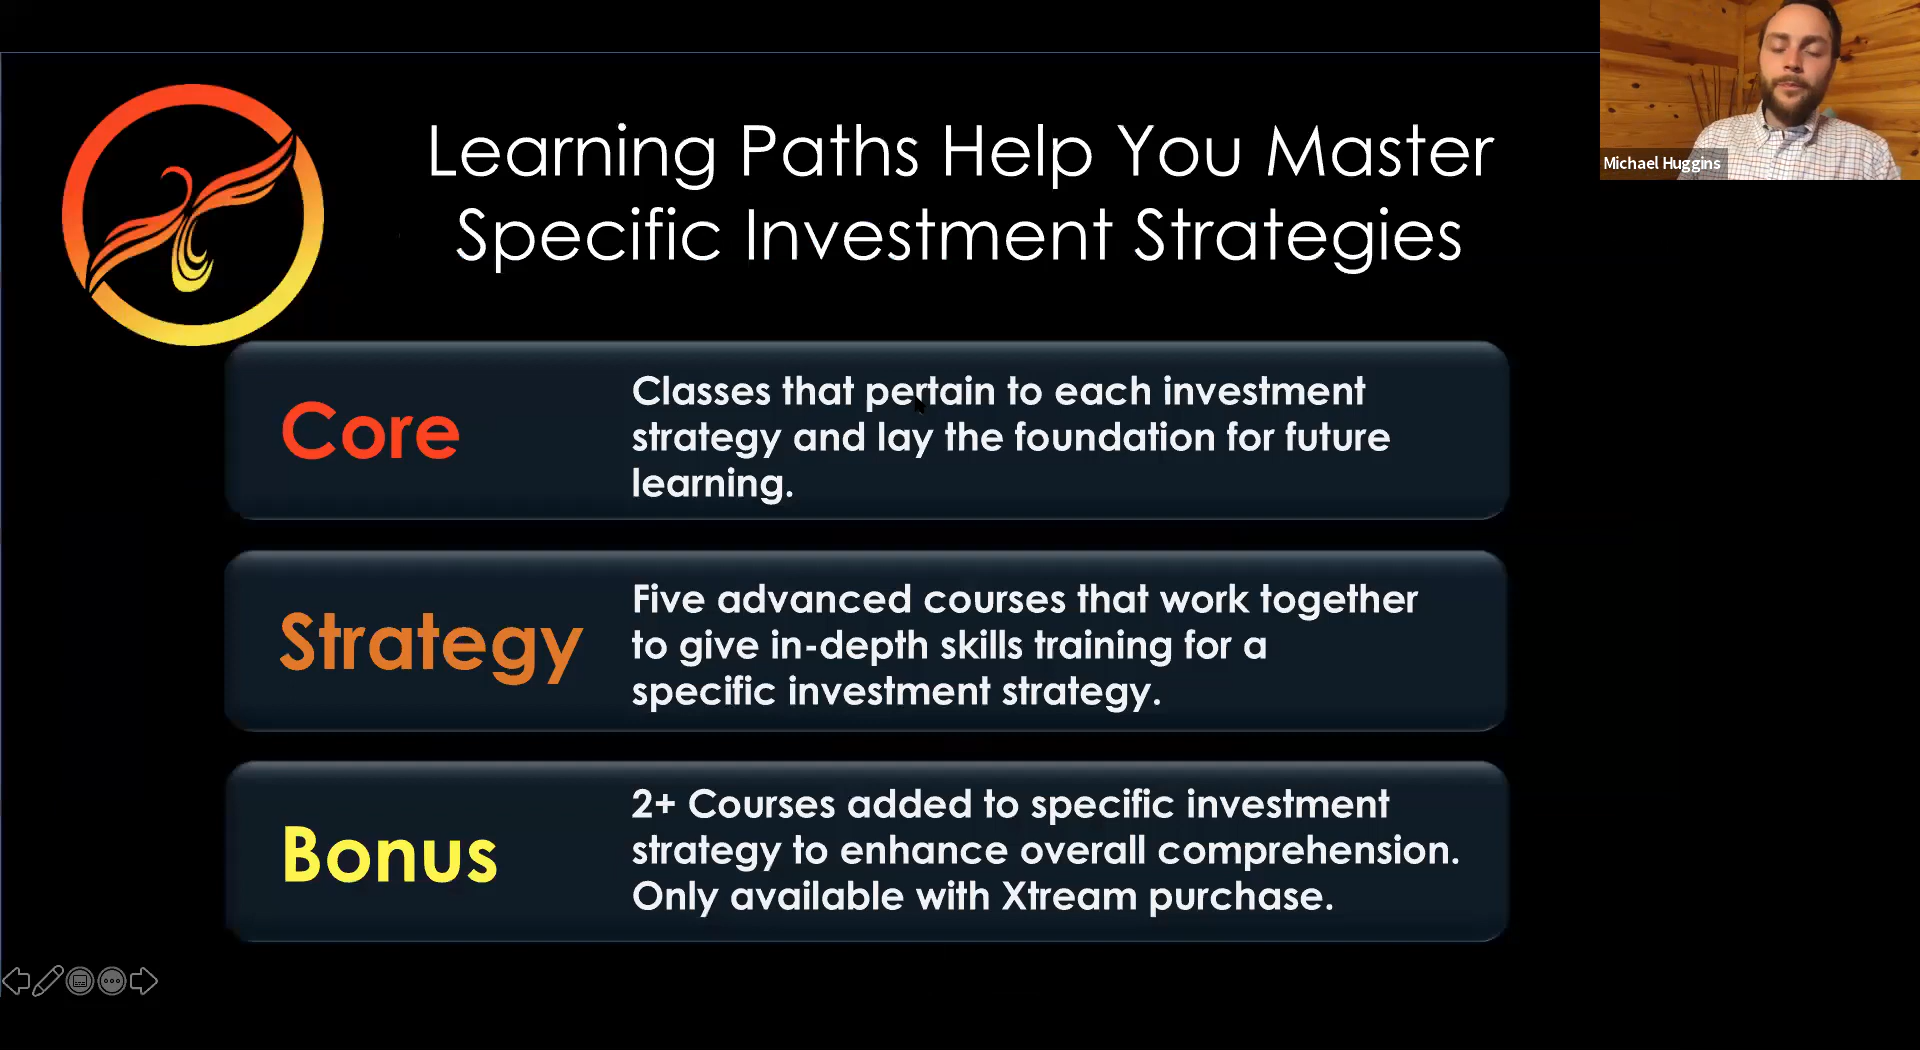 Learning Paths Help You Master
Specific Investment Strategies
Michael Huggins
Core
Classes that pertain to each investment
strategy and lay the foundation for future
learning.
Strategy
Five advanced courses that work together
to give in-depth skills training for a
specific investment strategy.
Bonus
2+ Courses added to specific investment
strategy to enhance overall comprehension.
Only available with Xtream purchase.